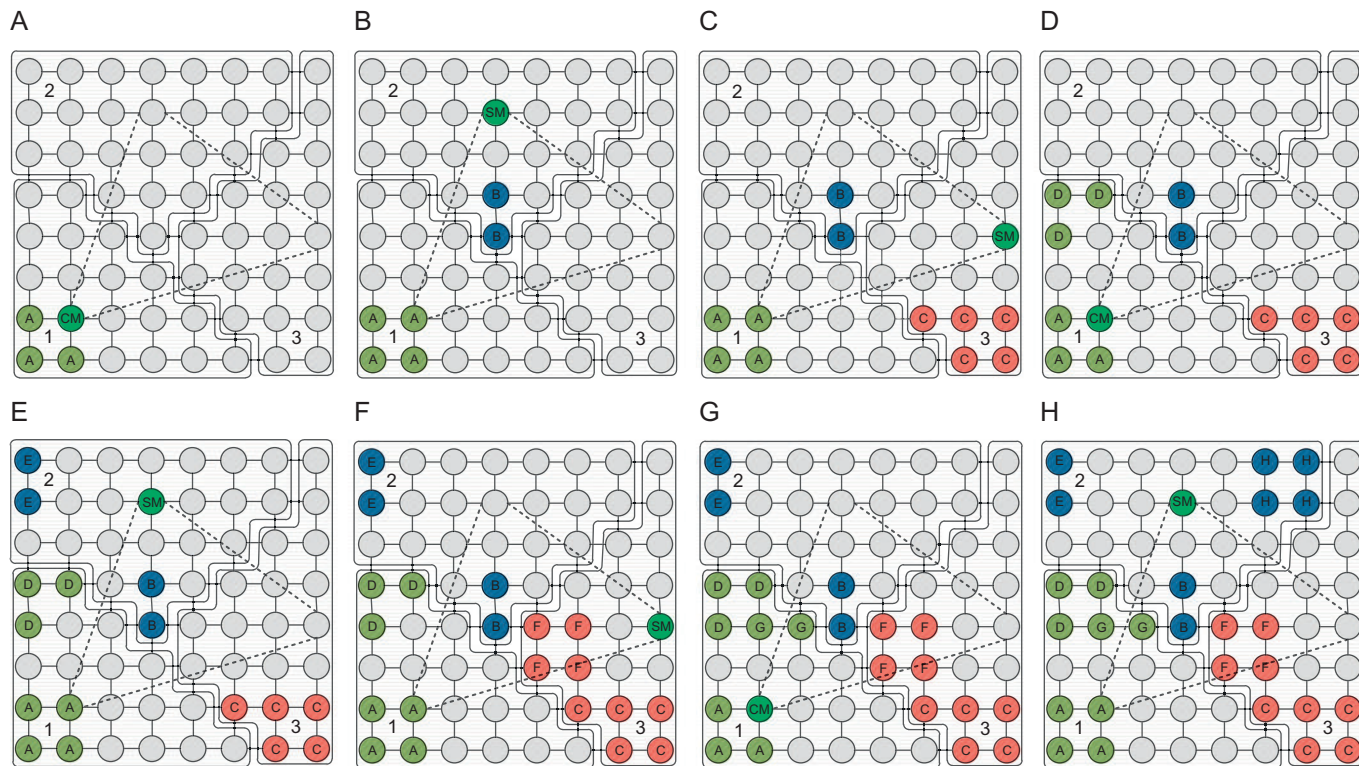 A B C D
2 2 2 2
SM
B B B
D D B
B B SM D B
A CM A A A A C C C A CM C C C
1 3 1 3 1 3 1 3
A A A A A A C C A A C C
E F G H
E E E E H H
2 2 2 2
E SM E E E SM H H
D D B D D B D D B D D B
D B D B F F SM D G G B F F D G G B F F
F F F F F F
A A C C C A A C C C A CM C C C A A C C C
1 3 1 3 1 3 1 3
A A C C A A C C A A C C A A C C